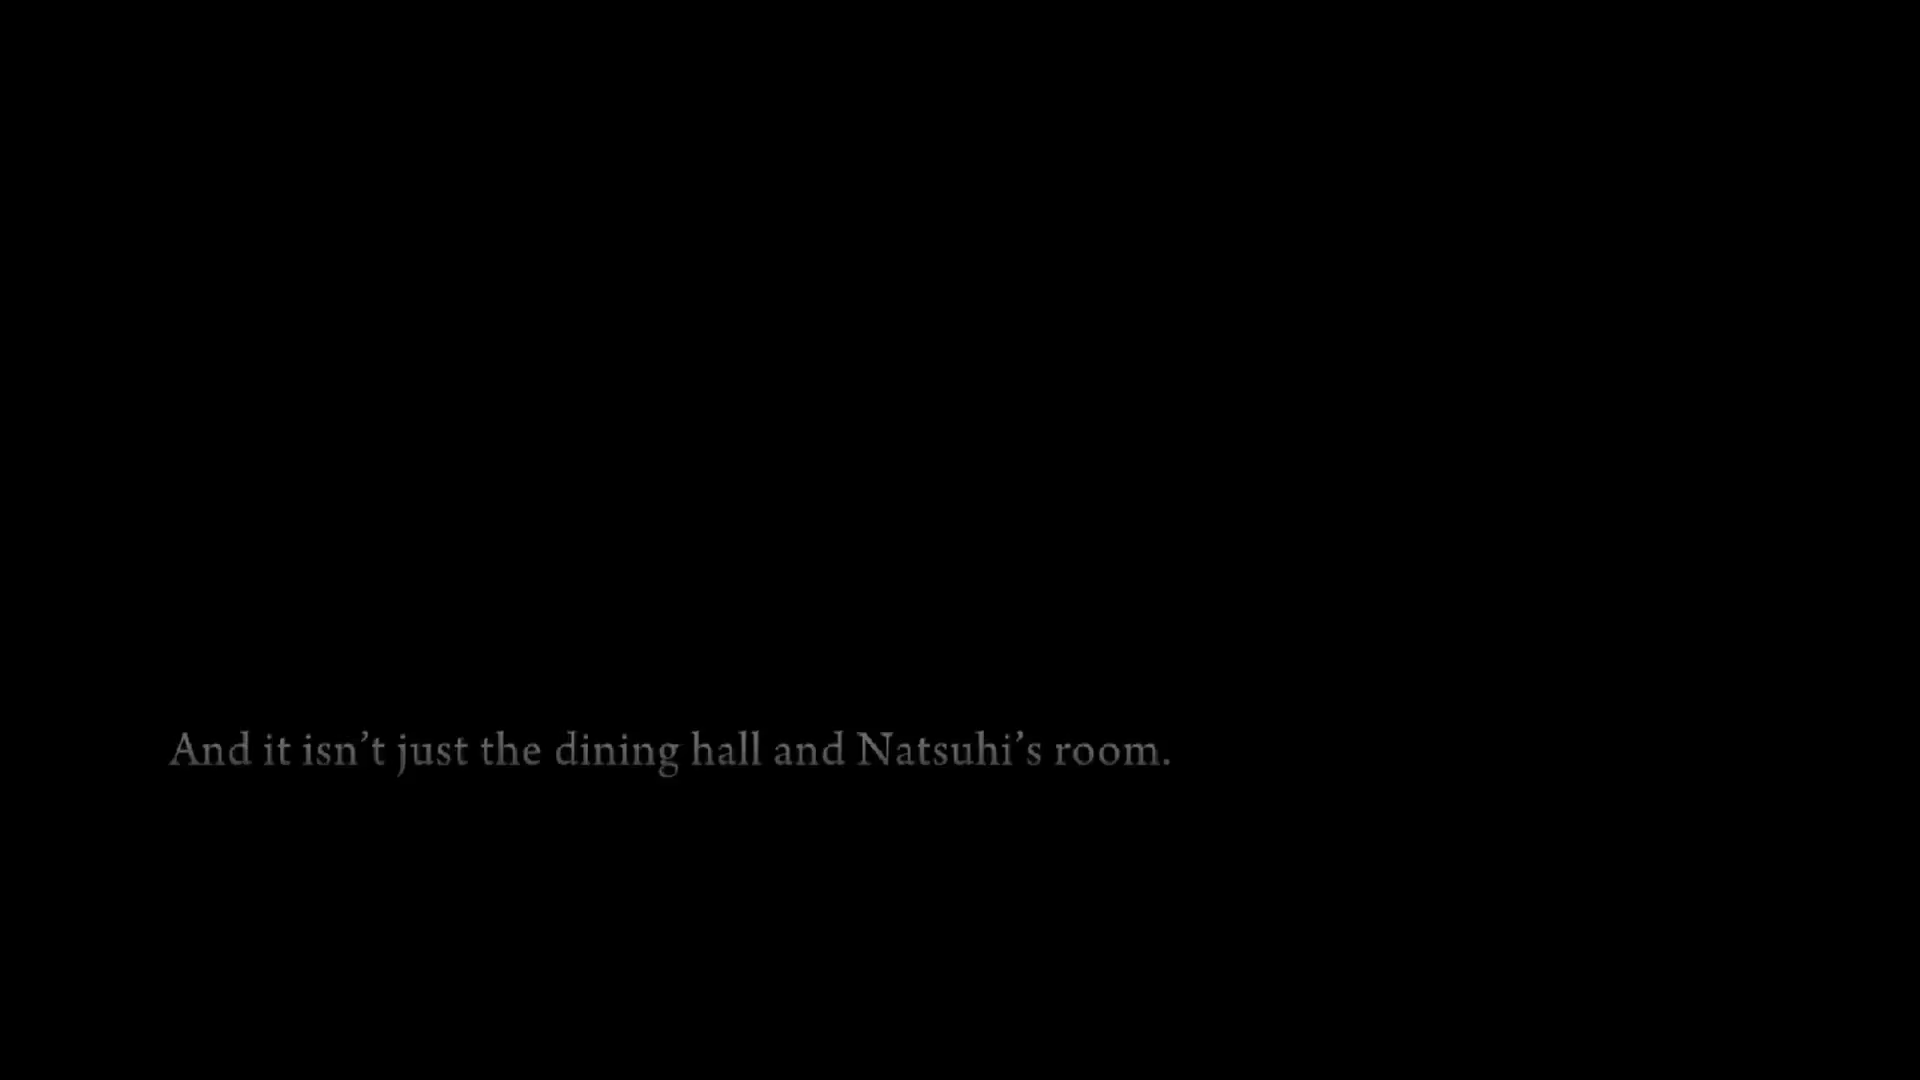 And it isn’t just the dining hall and Natsuhi’s room.